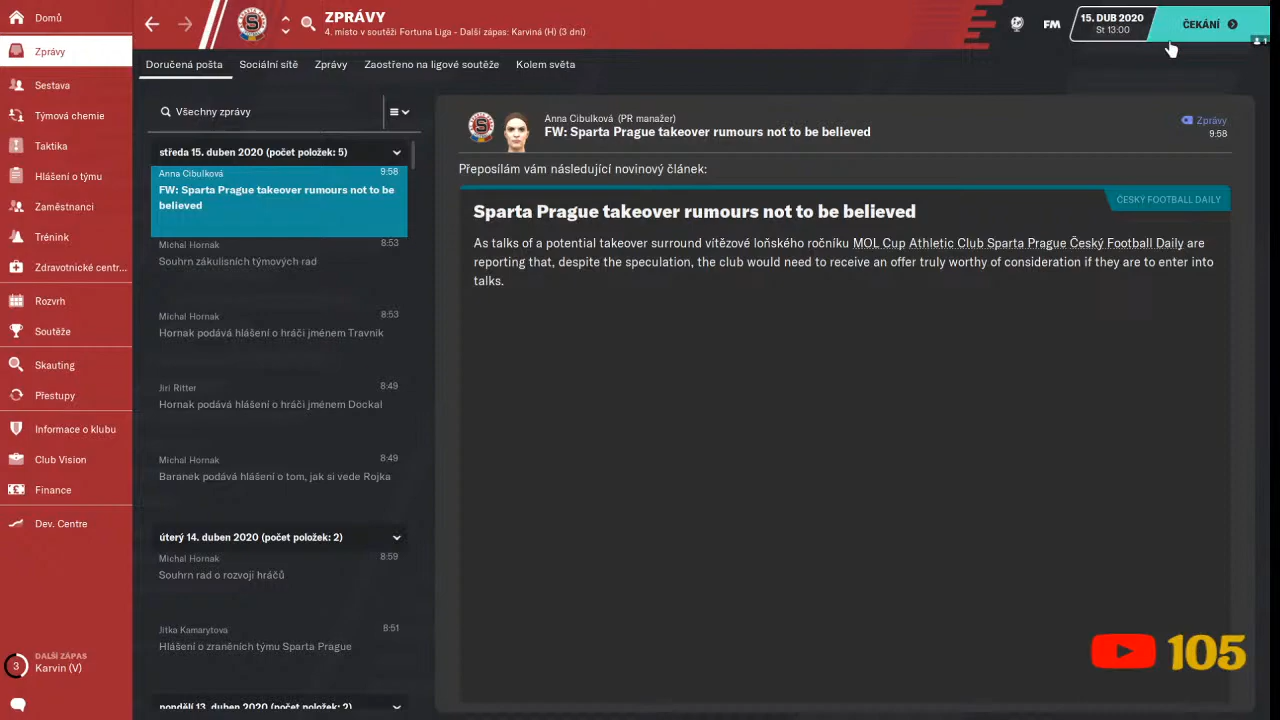 Domů
Zprávy
Sestava
Týmová chemie
Taktika
Hlášení o týmu
Zaměstnanci
Trénink
Zdravotnické centr...
Rozvrh
Soutěže
Skauting
Přestupy
Informace o klubu
Club Vision
Finance
Dev. Centre
3
DALŠÍ ZÁPAS
Karvin (V)
ZPRÁVY
4. místo v soutěži Fortuna Liga - Další zápas: Karviná (H) (3 dni)
FM
15. DUB 2020
St 13:00
ČEKÁNÍ
1
Doručená pošta
Sociální sítě
Zprávy
Zaostřeno na ligové soutěže
Kolem světa
Všechny zprávy
středa 15. duben 2020 (počet položek: 5)
Anna Cibulková 9:58
FW: Sparta Prague takeover rumours not to be
believed
Michal Hornak 8:53
Souhrn zákulisních týmových rad
Michal Hornak 8:53
Hornak podává hlášení o hráči jménem Travnik
Jiri Ritter 8:49
Hornak podává hlášení o hráči jménem Dockal
Michal Hornak 8:49
Baranek podává hlášení o tom, jak si vede Rojka
úterý 14. duben 2020 (počet položek: 2)
Michal Hornak 8:59
Souhrn rad o rozvoji hráčů
Jitka Kamarytova 8:51
Hlášení o zraněních týmu Sparta Prague
pondělí 13. duben 2020 (počet položek: 2)
Anna Cibulková (PR manažer)
FW: Sparta Prague takeover rumours not to be believed
Zprávy
9:58
Přeposílám vám následující novinový článek:
ČESKÝ FOOTBALL DAILY
Sparta Prague takeover rumours not to be believed
As talks of a potential takeover surround vítězové loňského ročníku MOL Cup Athletic Club Sparta Prague Český Football Daily are
reporting that, despite the speculation, the club would need to receive an offer truly worthy of consideration if they are to enter into
talks.
105